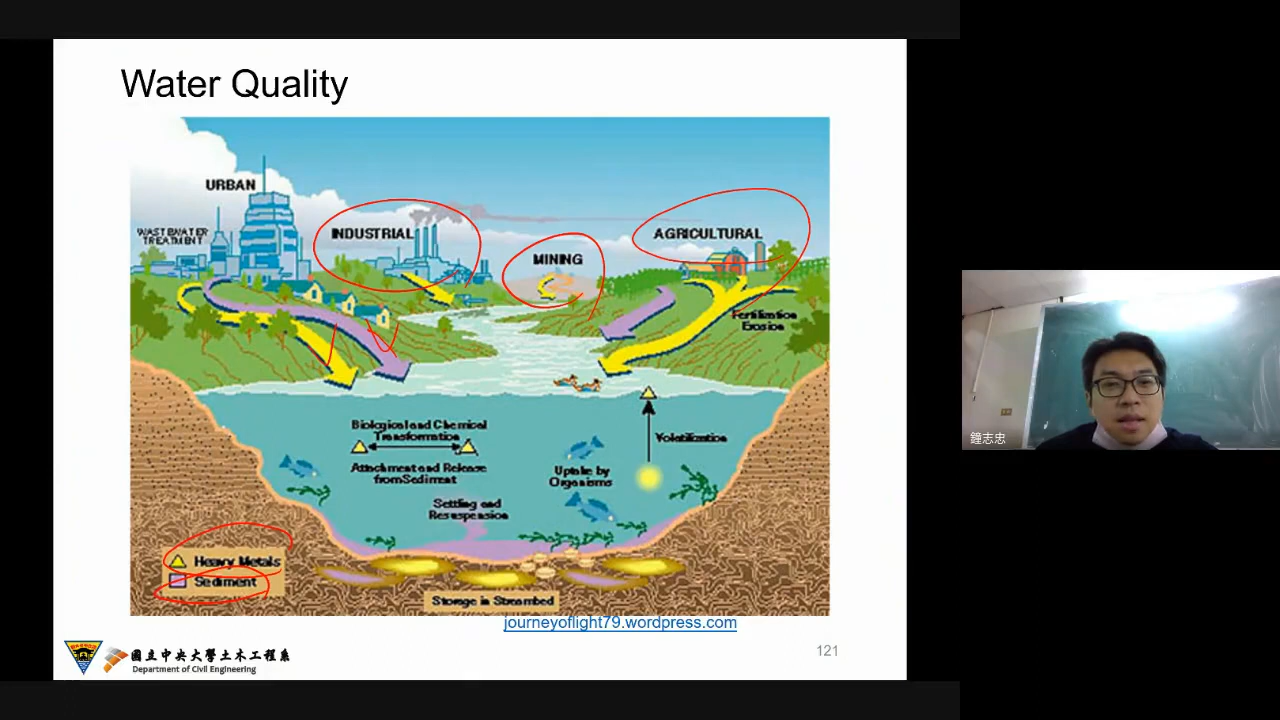 Water Quality
URBAN
WASTEWATER
TREATMENT
INDUSTRIAL
MINING
AGRICULTURAL
Fertilization
Erosion
Biological and Chemical
Transformation
Attachment and Release
from Sediment
Volatilization
Uptake by
Organisms
Settling and
Resuspension
Heavy Metals
Sediment
Storage in Streambed
journeyoflight79.wordpress.com
國立中央大學土木工程系
Department of Civil Engineering
121
鐘志忠